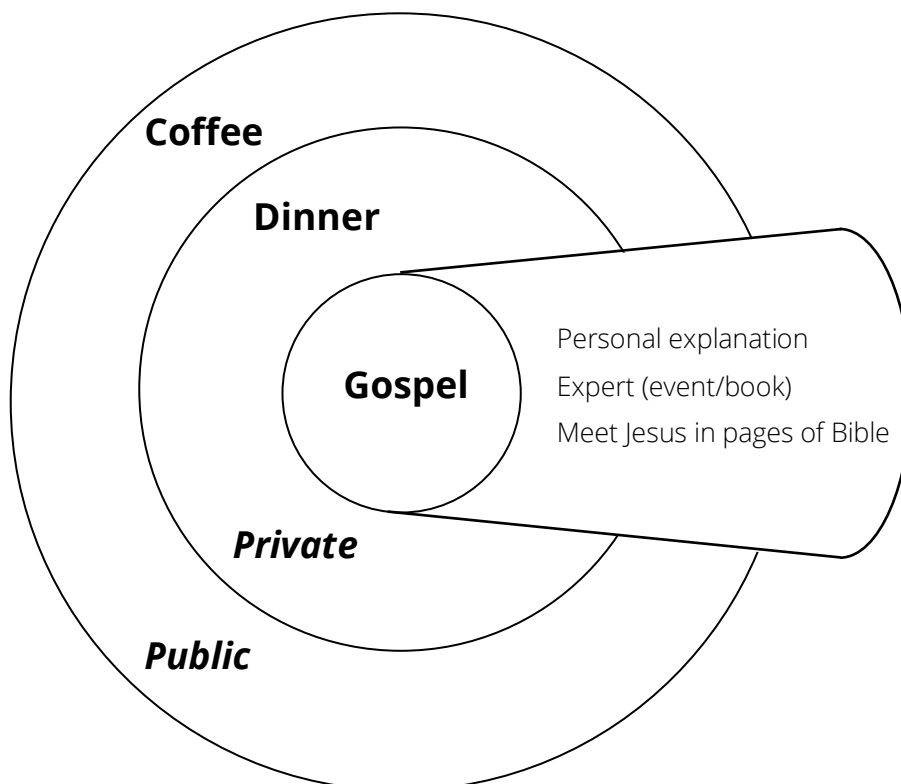 Coffee
Dinner
Gospel
Personal explanation
Expert (event/book)
Meet Jesus in pages of Bible
Private
Public